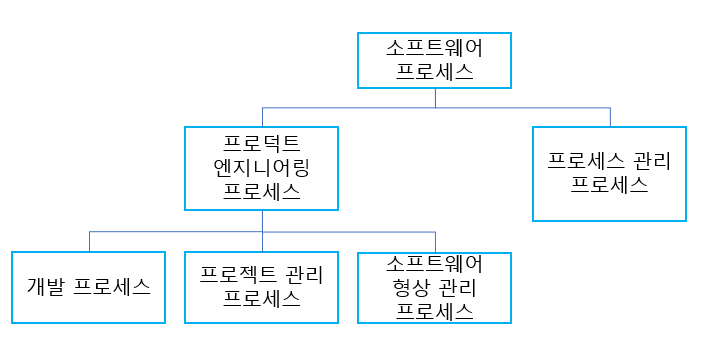 소프트웨어
프로세스
프로덕트
엔지니어링
프로세스
프로세스 관리
프로세스
개발 프로세스
프로젝트 관리
프로세스
소프트웨어
형상 관리
프로세스